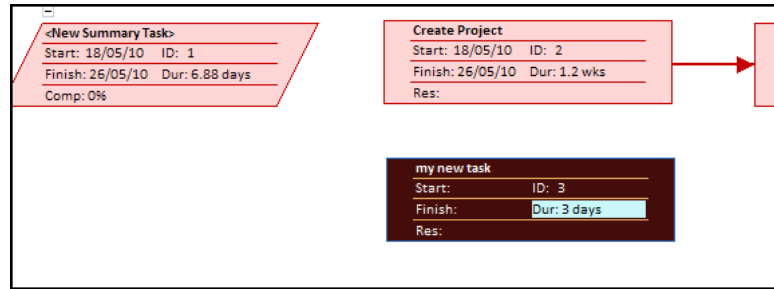 <New Summary Task>
Start: 18/05/10 ID: 1
Finish: 26/05/10 Dur: 6.88 days
Comp: 0%
Create Project
Start: 18/05/10 ID: 2
Finish: 26/05/10 Dur: 1.2 wks
Res:
my new task
Start: ID: 3
Finish: Dur: 3 days
Res: